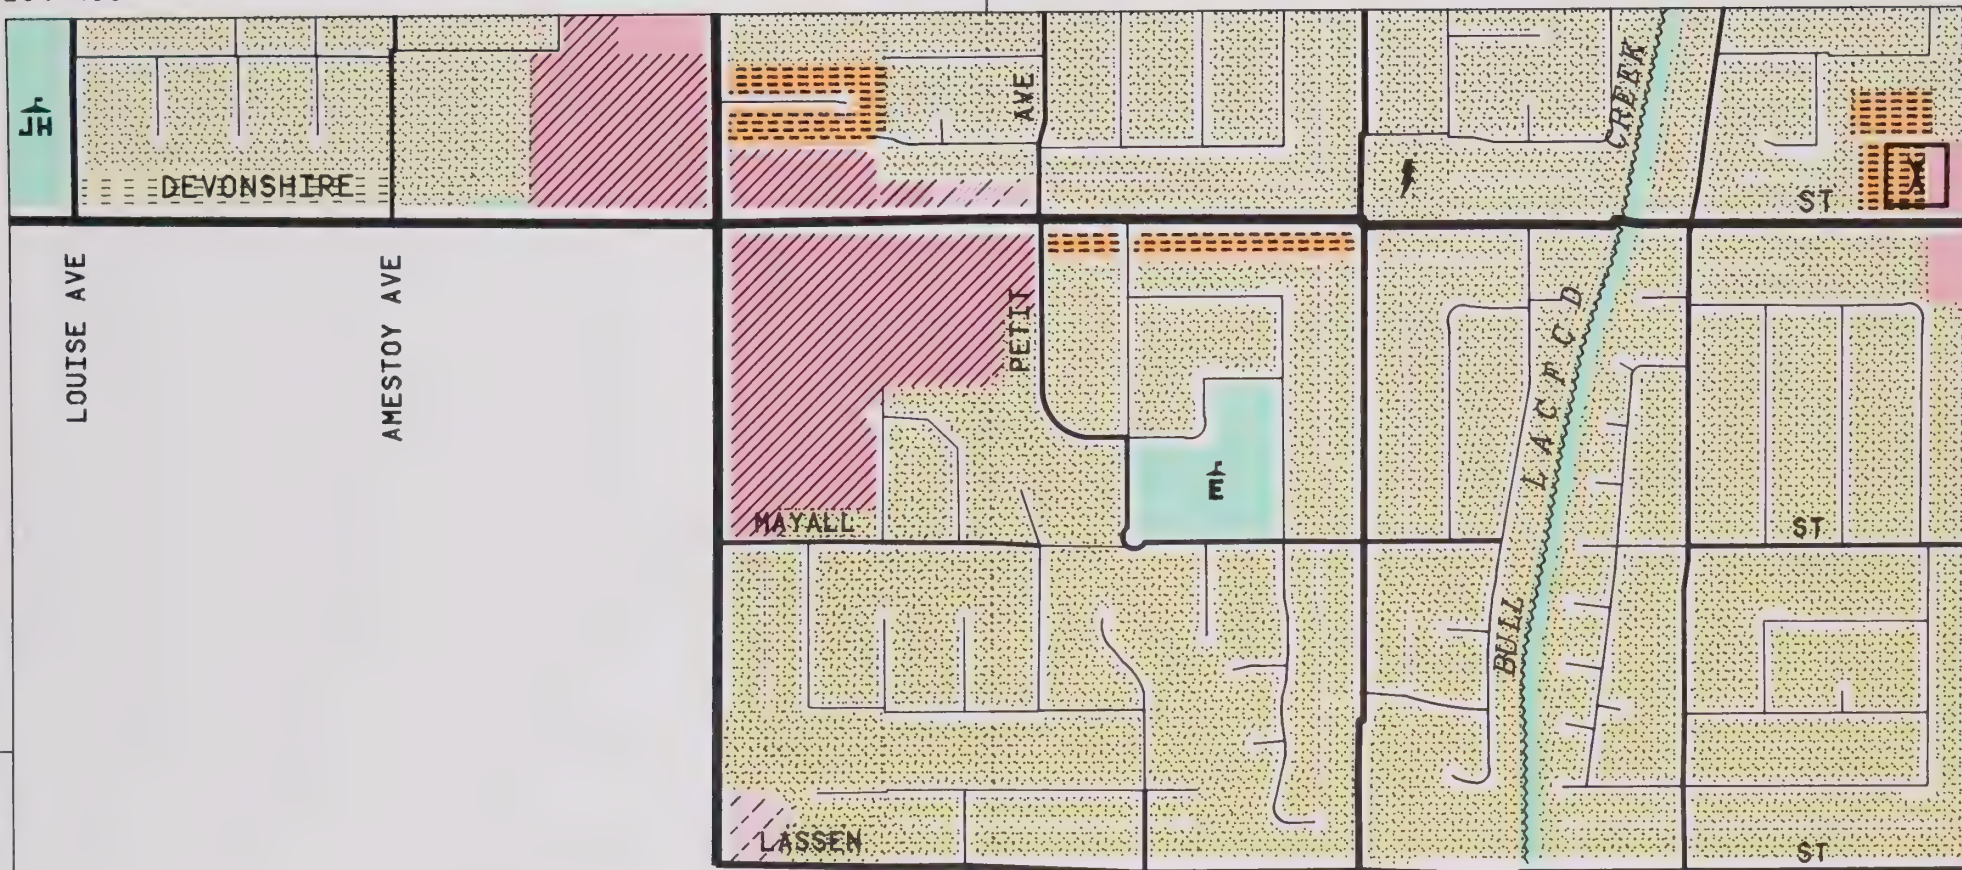 JH
DEVONSHIRE
AVE
CREEK
ST
LOUISE AVE
AMESTOY AVE
PETIT
E
LACFCD
BULL
MAYALL
ST
LASSEN
ST